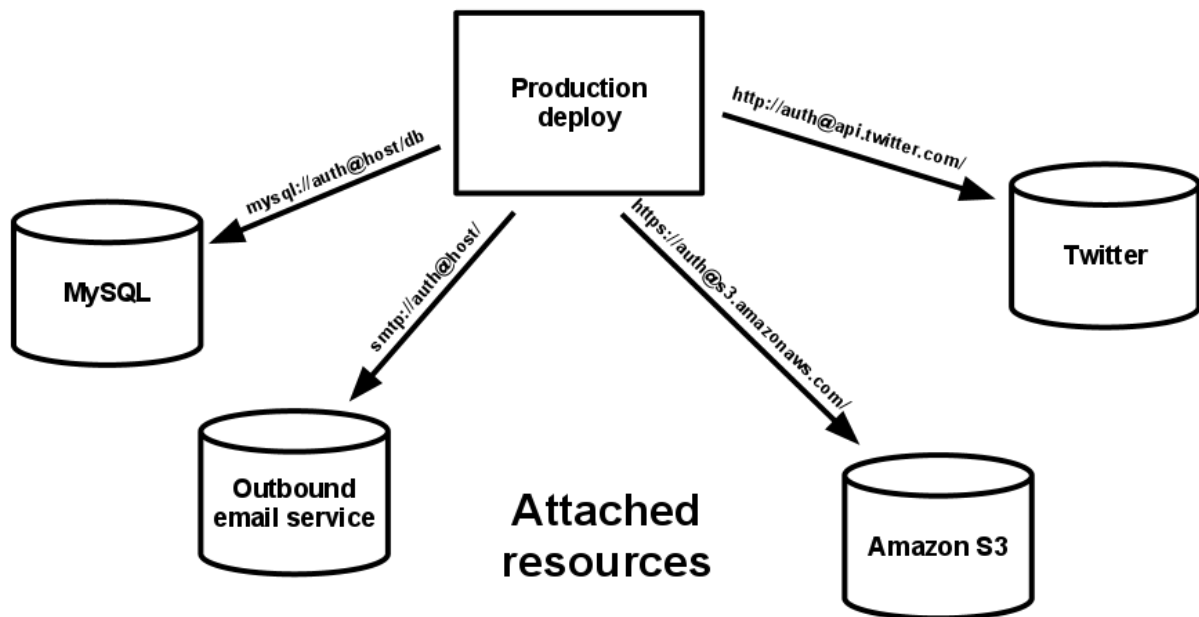 Production
deploy
mysql://auth@host/db
http://auth@api.twitter.com/
smtp://auth@host/
https://auth@s3.amazonaws.com/
MySQL
Twitter
Outbound
email service
Attached
resources
Amazon S3